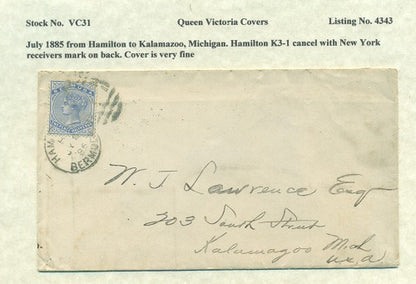 Stock No. VC31 Queen Victoria Covers Listing No. 4343
July 1885 from Hamilton to Kalamazoo, Michigan. Hamilton K3-1 cancel with New York
receivers mark on back. Cover is very fine
W. J. Lawrence Esq
203 South Street
Kalamazoo Mich
U.S.A